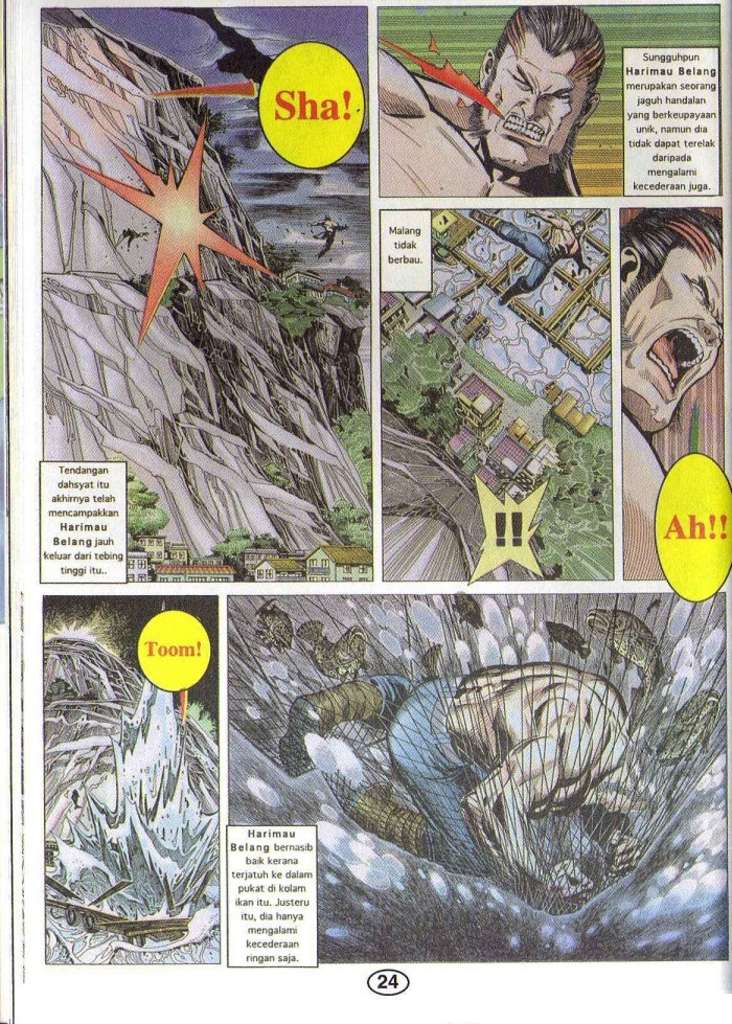 Sha!
Tendangan
dahsyat itu
akhirnya telah
mencampakkan
Harimau
Belang jauh
keluar dari tebing
tinggi itu..
Sungguhpun
Harimau Belang
merupakan seorang
jaguh handalan
yang berkeupayaan
unik, namun dia
tidak dapat terelak
daripada
mengalami
kecederaan juga.
Malang
tidak
berbau.
!!
Ah!!
Toom!
Harimau
Belang bernasib
baik kerana
terjatuh ke dalam
pukat di kolam
ikan itu. Justeru
itu, dia hanya
mengalami
kecederaan
ringan saja.
24